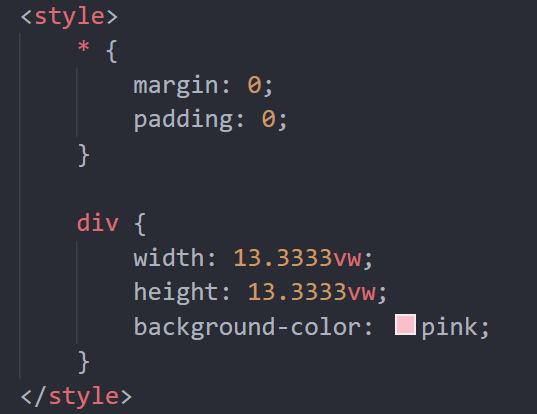 <style>
* {
margin: 0;
padding: 0;
}
div {
width: 13.3333vw;
height: 13.3333vw;
background-color: pink;
}
</style>